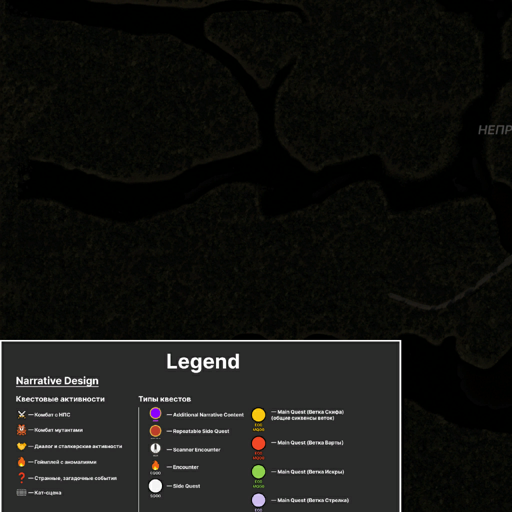 НЕПР
Legend
Narrative Design
Квестовые активности
— Комбат с НПС
— Комбат мутантами
— Диалог и сталкерские активности
— Геймплей с аномалиями
— Странные, загадочные события
— Кат-сцена
Типы квестов
— Additional Narrative Content
— Repeatable Side Quest
— Scanner Encounter
— Encounter
— Side Quest
— Main Quest (Ветка Скифа)
(общие сиквенсы веток)
— Main Quest (Ветка Варты)
— Main Quest (Ветка Искры)
— Main Quest (Ветка Стрелка)